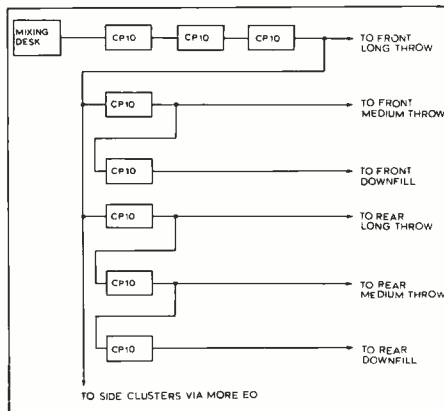 MIXING DESK
CP10
CP10
CP10
TO FRONT
LONG THROW
CP10
TO FRONT
MEDIUM THROW
CP10
TO FRONT
DOWNFILL
CP10
TO REAR
LONG THROW
CP10
TO REAR
MEDIUM THROW
CP10
TO REAR
DOWNFILL
TO SIDE CLUSTERS VIA MORE EQ